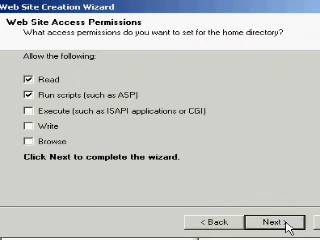 Web Site Creation Wizard
Web Site Access Permissions
What access permissions do you want to set for the home directory?
Allow the following:
Read
Run scripts (such as ASP)
Execute (such as ISAPI applications or CGI)
Write
Browse
Click Next to complete the wizard.
< Back
Next >